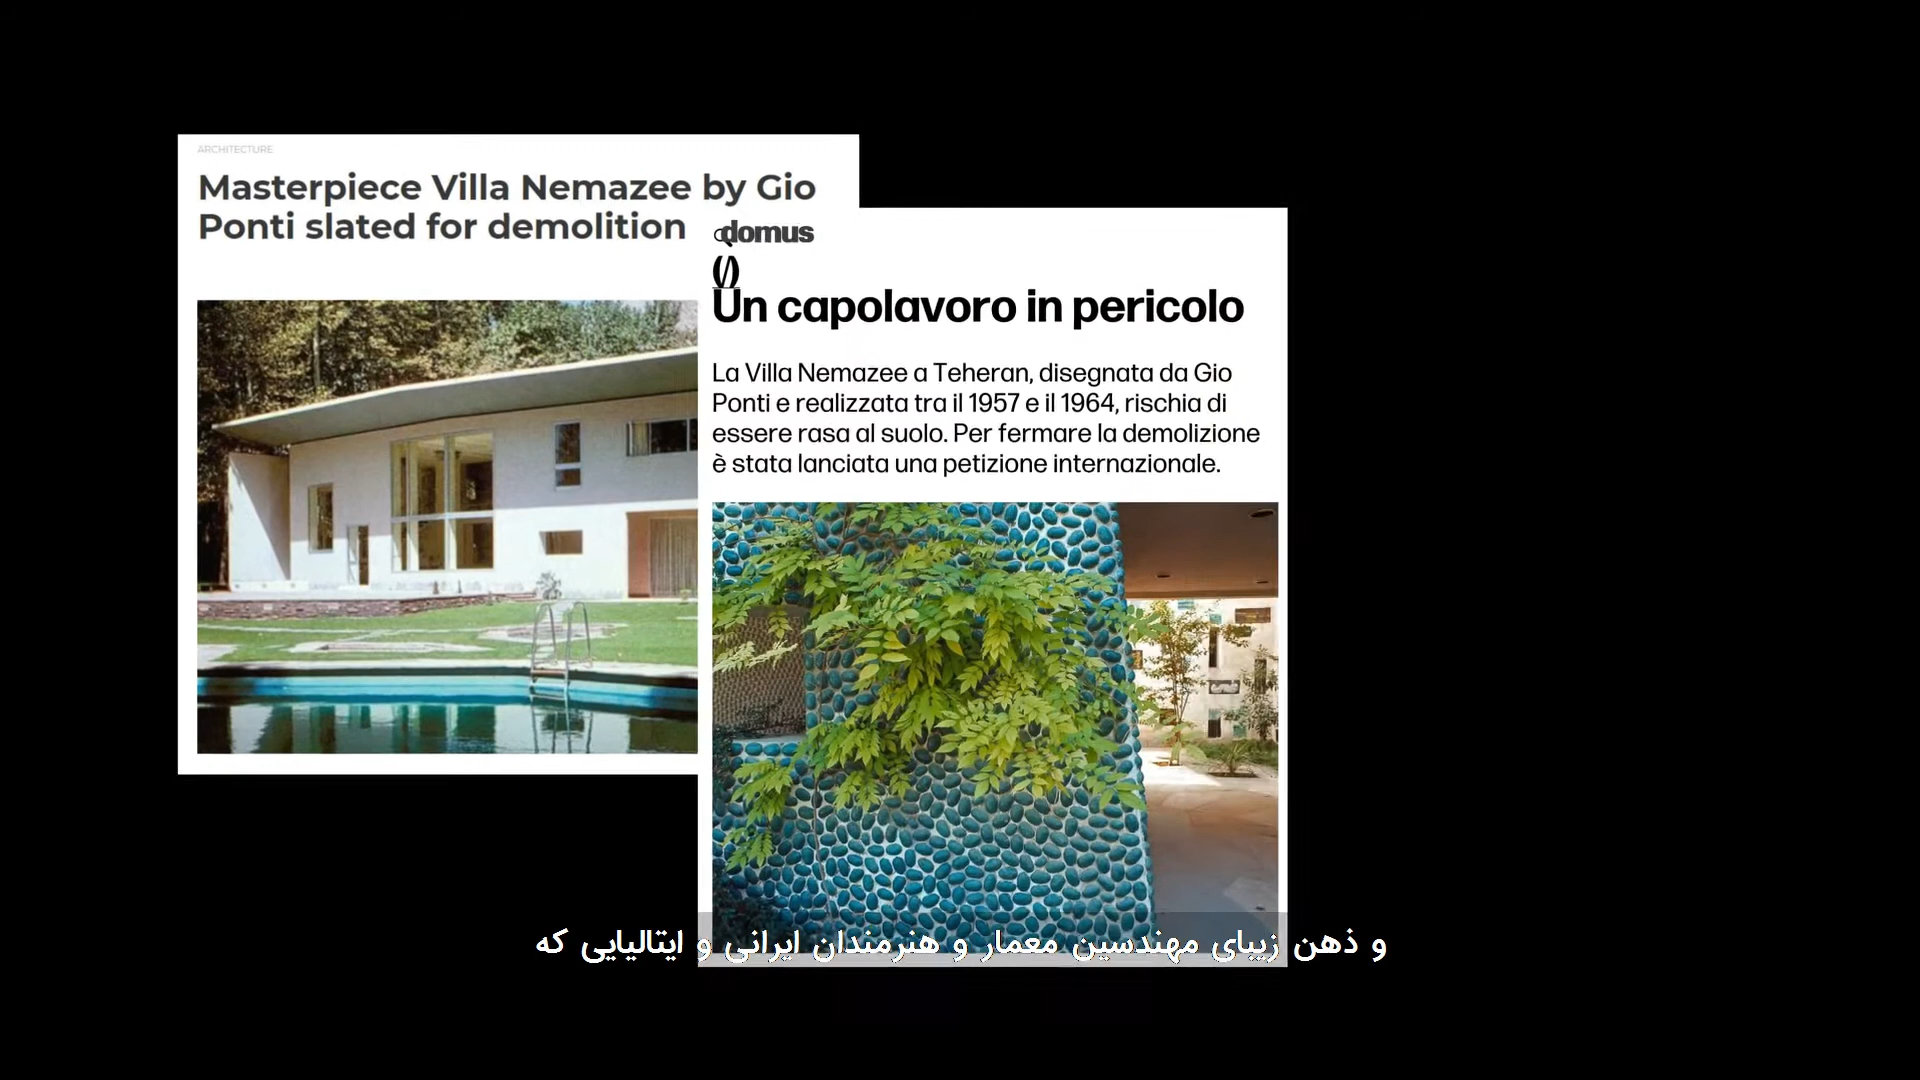 ARCHITECTURE
Masterpiece Villa Nemazee by Gio
Ponti slated for demolition
domus
Un capolavoro in pericolo
La Villa Nemazee a Teheran, disegnata da Gio
Ponti e realizzata tra il 1957 e il 1964, rischia di
essere rasa al suolo. Per fermare la demolizione
è stata lanciata una petizione internazionale.
و ذهن زیبای مهندسین معمار و هنرمندان ایرانی و ایتالیایی که